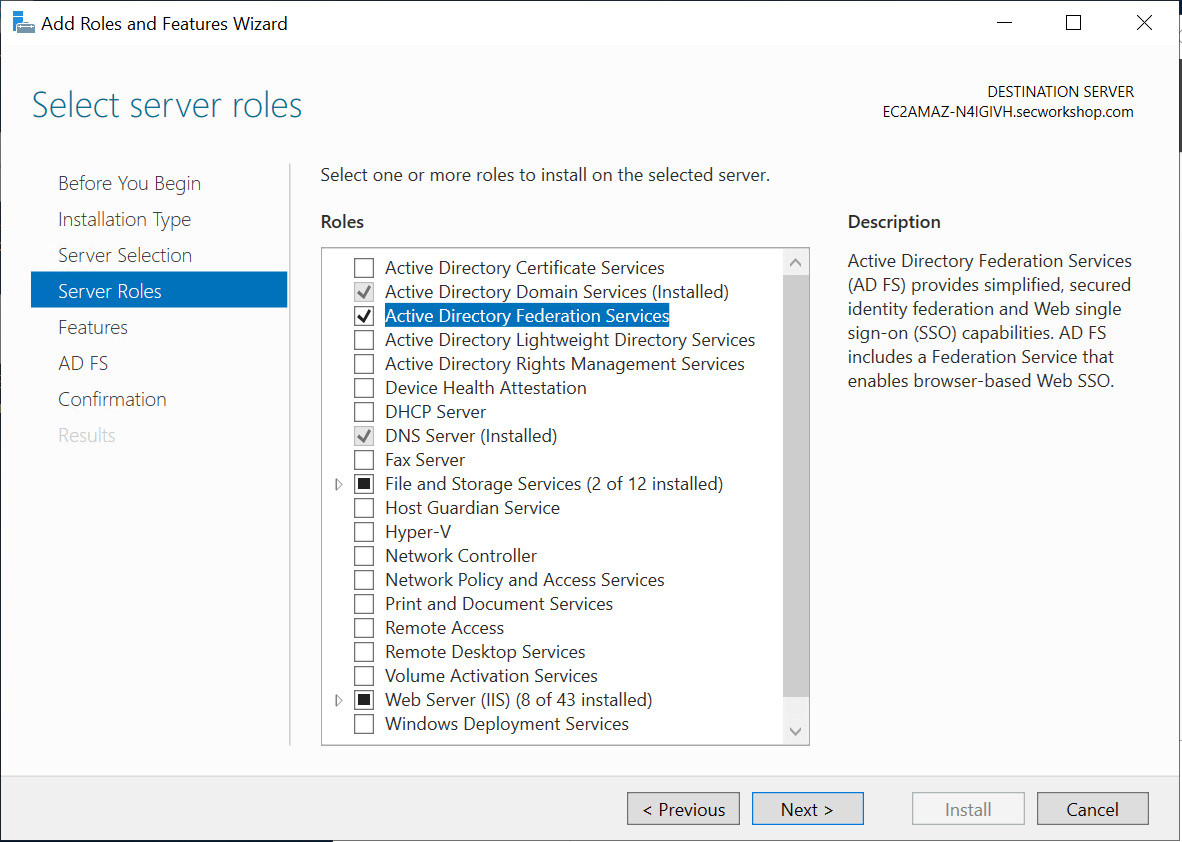 Add Roles and Features Wizard
Select server roles
DESTINATION SERVER
EC2AMAZ-N4IGIVH.secworkshop.com
Before You Begin
Installation Type
Server Selection
Server Roles
Features
AD FS
Confirmation
Results
Select one or more roles to install on the selected server.
Roles
Active Directory Certificate Services
Active Directory Domain Services (Installed)
Active Directory Federation Services
Active Directory Lightweight Directory Services
Active Directory Rights Management Services
Device Health Attestation
DHCP Server
DNS Server (Installed)
Fax Server
File and Storage Services (2 of 12 installed)
Host Guardian Service
Hyper-V
Network Controller
Network Policy and Access Services
Print and Document Services
Remote Access
Remote Desktop Services
Volume Activation Services
Web Server (IIS) (8 of 43 installed)
Windows Deployment Services
Description
Active Directory Federation Services
(AD FS) provides simplified, secured
identity federation and Web single
sign-on (SSO) capabilities. AD FS
includes a Federation Service that
enables browser-based Web SSO.
< Previous
Next >
Install
Cancel